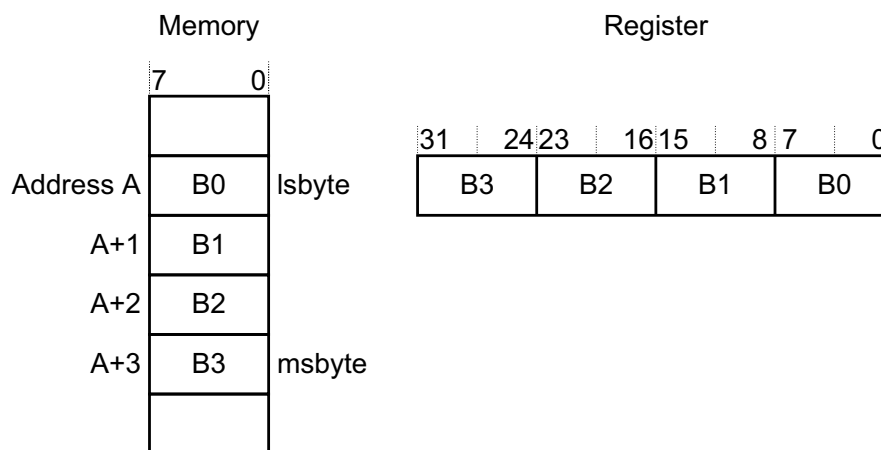 Memory
Register
7 0
31 24 23 16 15 8 7 0
Address A B0 lsbyte
B3 B2 B1 B0
A+1 B1
A+2 B2
A+3 B3 msbyte